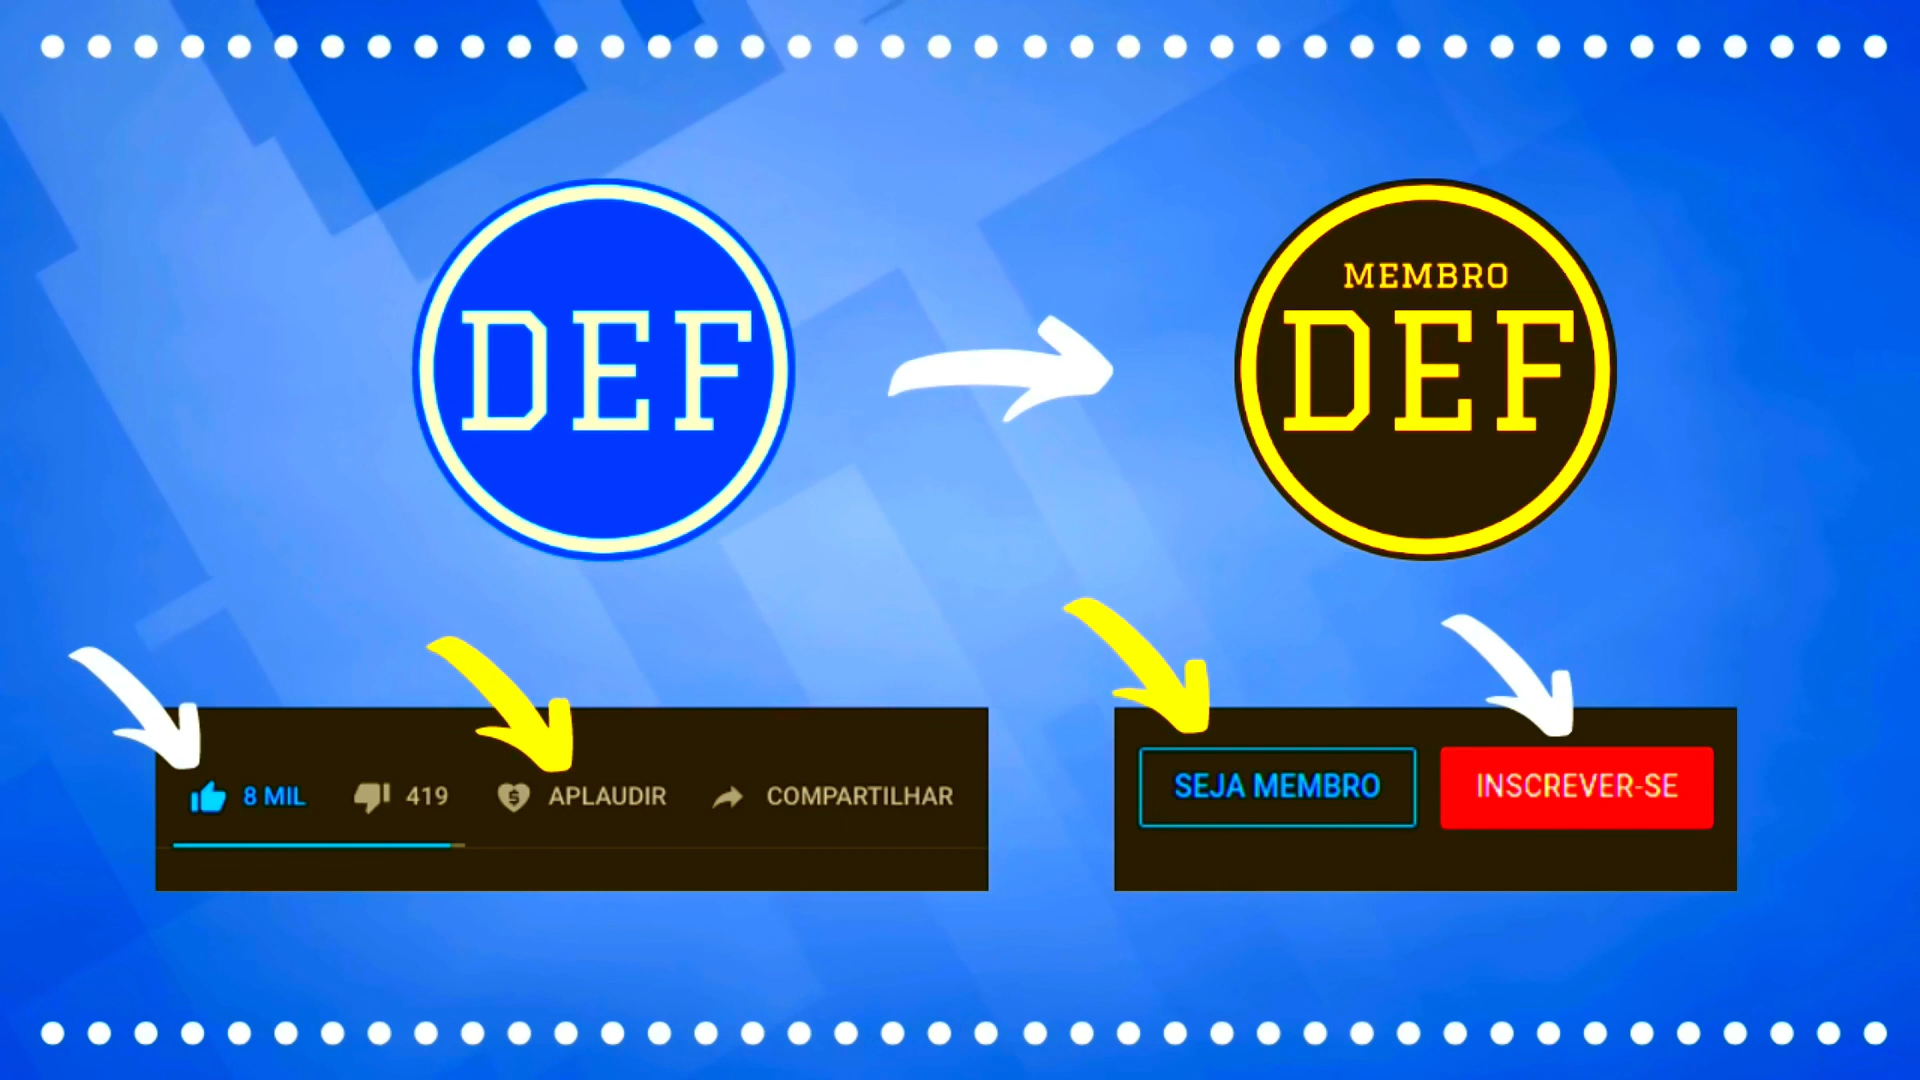 DEF
MEMBRO
DEF
8 MIL 419 APLAUDIR COMPARTILHAR
SEJA MEMBRO INSCREVER-SE